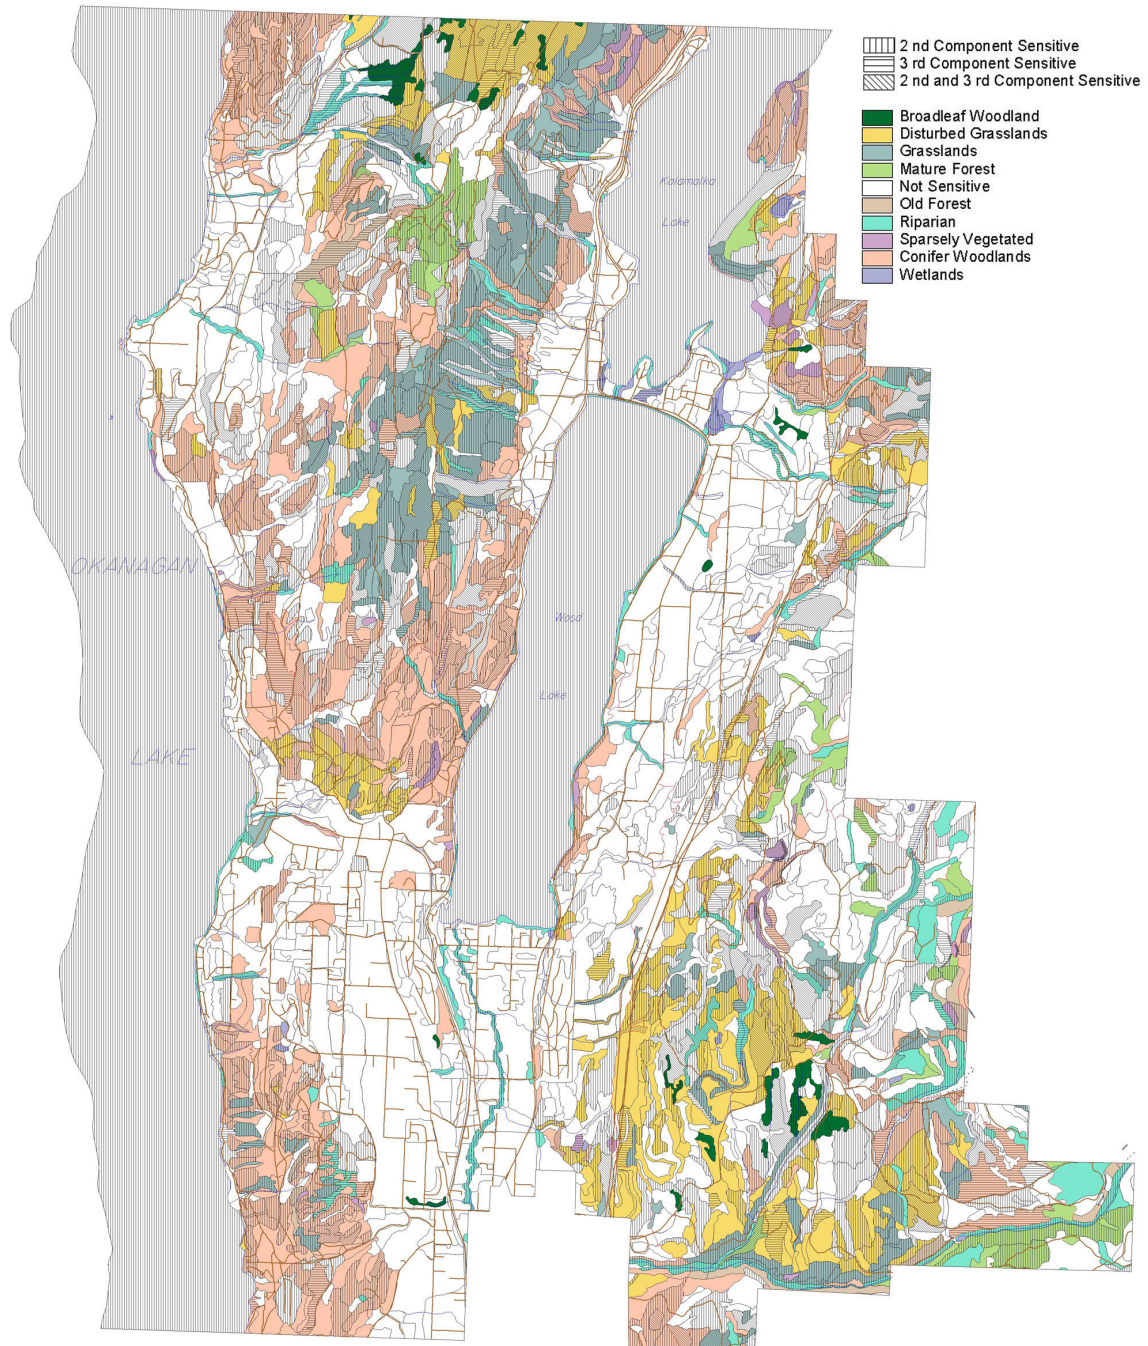 2 nd Component Sensitive
3 rd Component Sensitive
2 nd and 3 rd Component Sensitive
Broadleaf Woodland
Disturbed Grasslands
Grasslands
Mature Forest
Not Sensitive
Old Forest
Riparian
Sparsely Vegetated
Conifer Woodlands
Wetlands
Kalamalka
Lake
OKANAGAN
Wood
Lake
LAKE